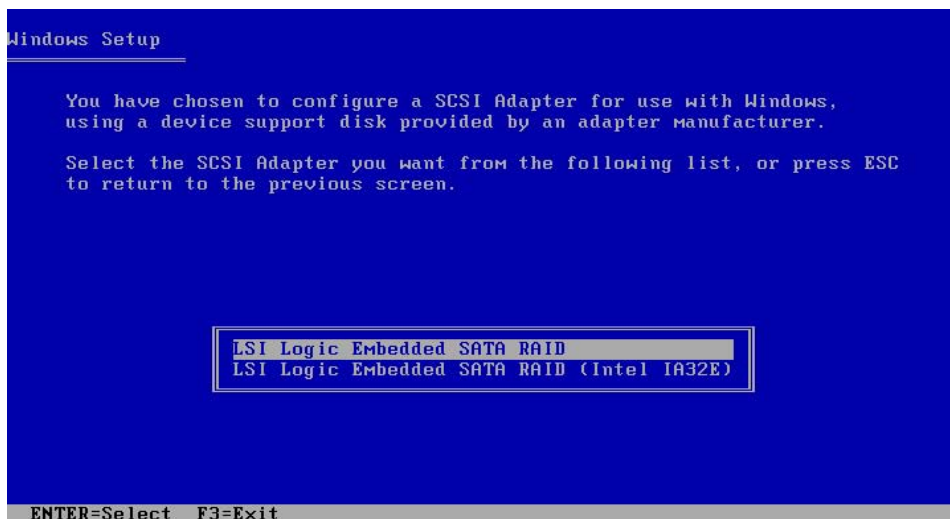 Windows Setup
You have chosen to configure a SCSI Adapter for use with Windows,
using a device support disk provided by an adapter manufacturer.
Select the SCSI Adapter you want from the following list, or press ESC
to return to the previous screen.
LSI Logic Embedded SATA RAID
LSI Logic Embedded SATA RAID (Intel IA32E)
ENTER=Select  F3=Exit